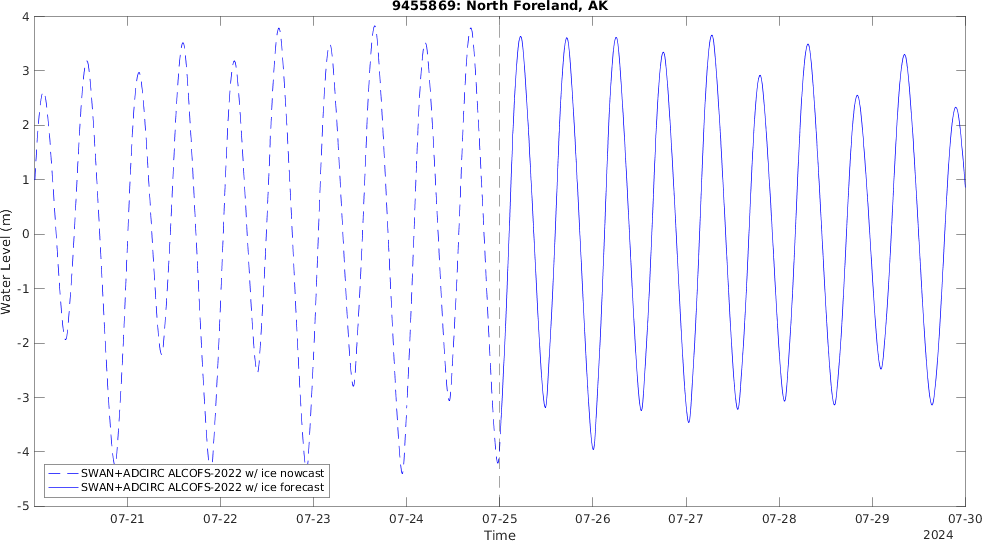 9455869: North Foreland, AK
Water Level (m)
4
3
2
1
0
-1
-2
-3
-4
-5
SWAN+ADCIRC ALCOFS-2022 w/ ice nowcast
SWAN+ADCIRC ALCOFS-2022 w/ ice forecast
07-21 07-22 07-23 07-24 07-25 07-26 07-27 07-28 07-29 07-30
Time
2024